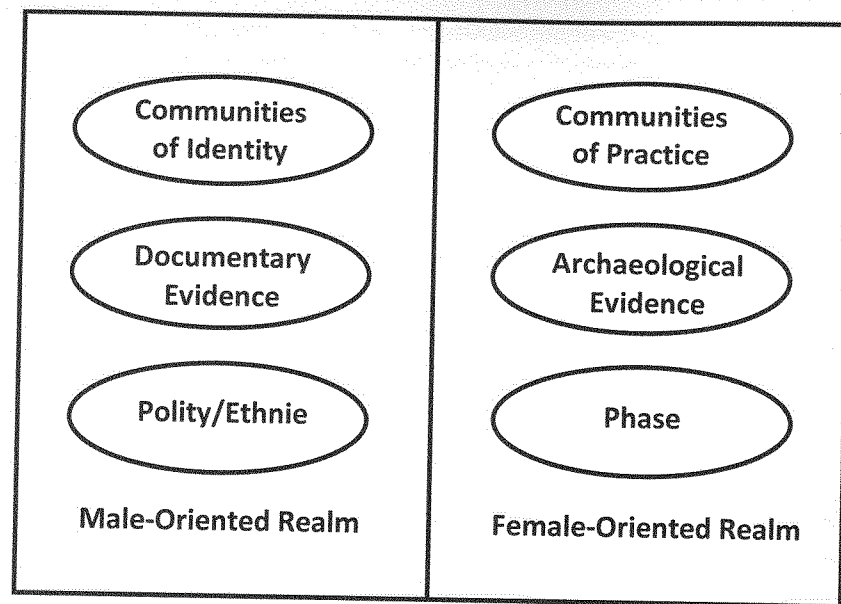 Communities
of Identity
Documentary
Evidence
Polity/Ethnie
Male-Oriented Realm
Communities
of Practice
Archaeological
Evidence
Phase
Female-Oriented Realm